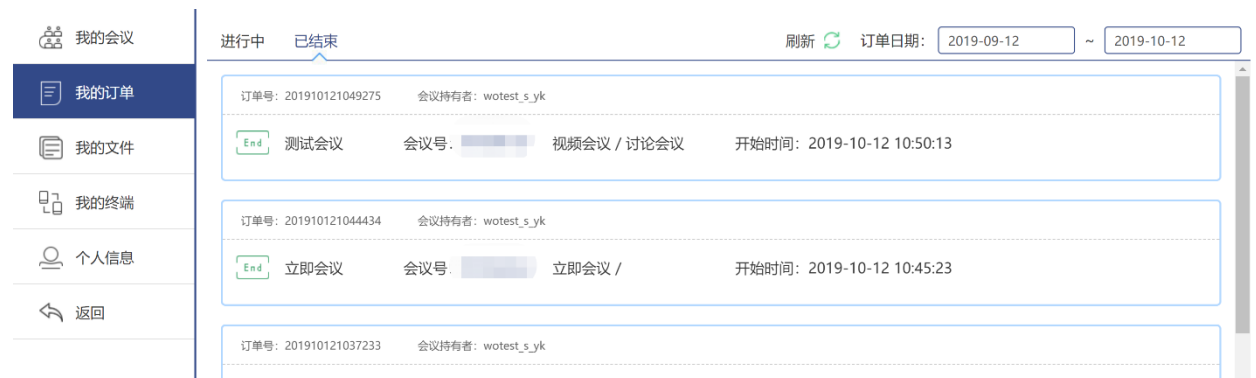 我的会议
我的订单
我的文件
我的终端
个人信息
返回
进行中 已结束 刷新 订单日期： 2019-09-12 ~ 2019-10-12
订单号：201910121049275 会议持有者：wotest_s_yk
End 测试会议 会议号： 视频会议 / 讨论会议 开始时间：2019-10-12 10:50:13
订单号：201910121044434 会议持有者：wotest_s_yk
End 立即会议 会议号： 立即会议 / 开始时间：2019-10-12 10:45:23
订单号：201910121037233 会议持有者：wotest_s_yk